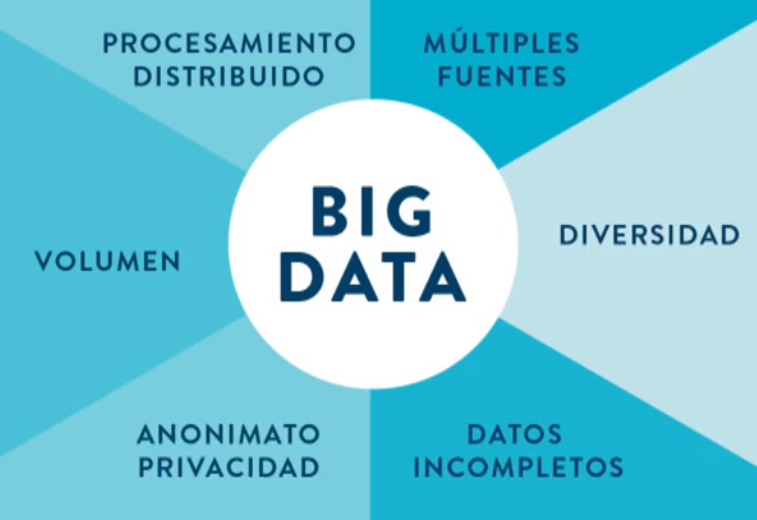 PROCESAMIENTO
DISTRIBUIDO
MÚLTIPLES
FUENTES
BIG
DATA
DIVERSIDAD
VOLUMEN
ANONIMATO
PRIVACIDAD
DATOS
INCOMPLETOS